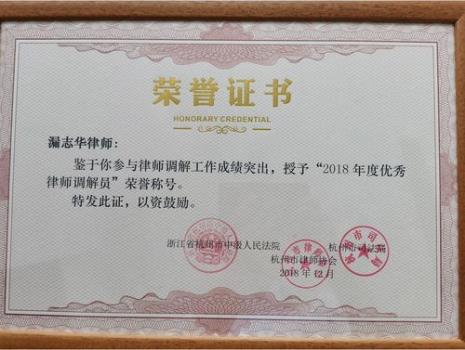 荣誉证书
HONORARY CREDENTIAL
漏志华律师:
鉴于你参与律师调解工作成绩突出，授予“2018年度优秀
律师调解员”荣誉称号。
特发此证，以资鼓励。
浙江省杭州市中级人民法院 杭州市司法局
杭州市律师协会
2018年12月